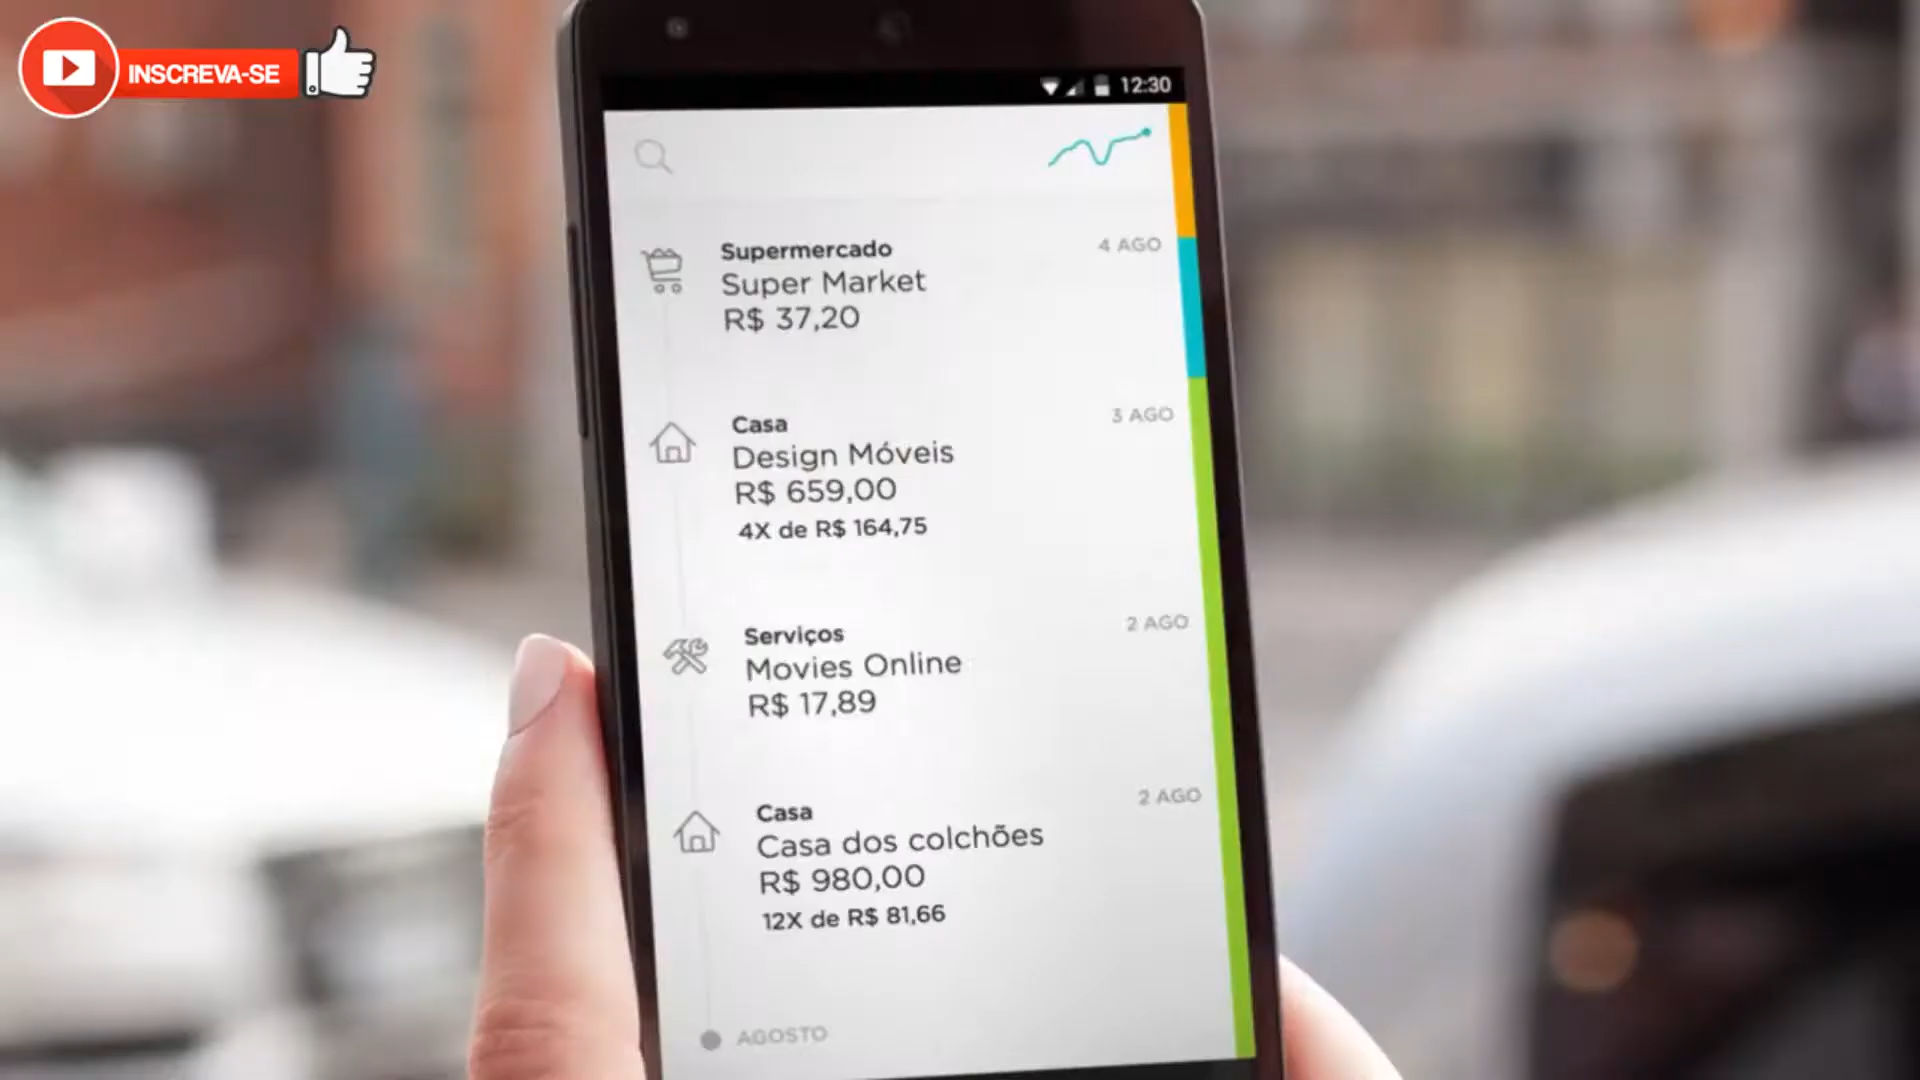 INSCREVA-SE
12:30
Supermercado
4 AGO
Super Market
R$ 37,20
Casa
3 AGO
Design Móveis
R$ 659,00
4X de R$ 164,75
Serviços
2 AGO
Movies Online
R$ 17,89
Casa
2 AGO
Casa dos colchões
R$ 980,00
12X de R$ 81,66
AGOSTO